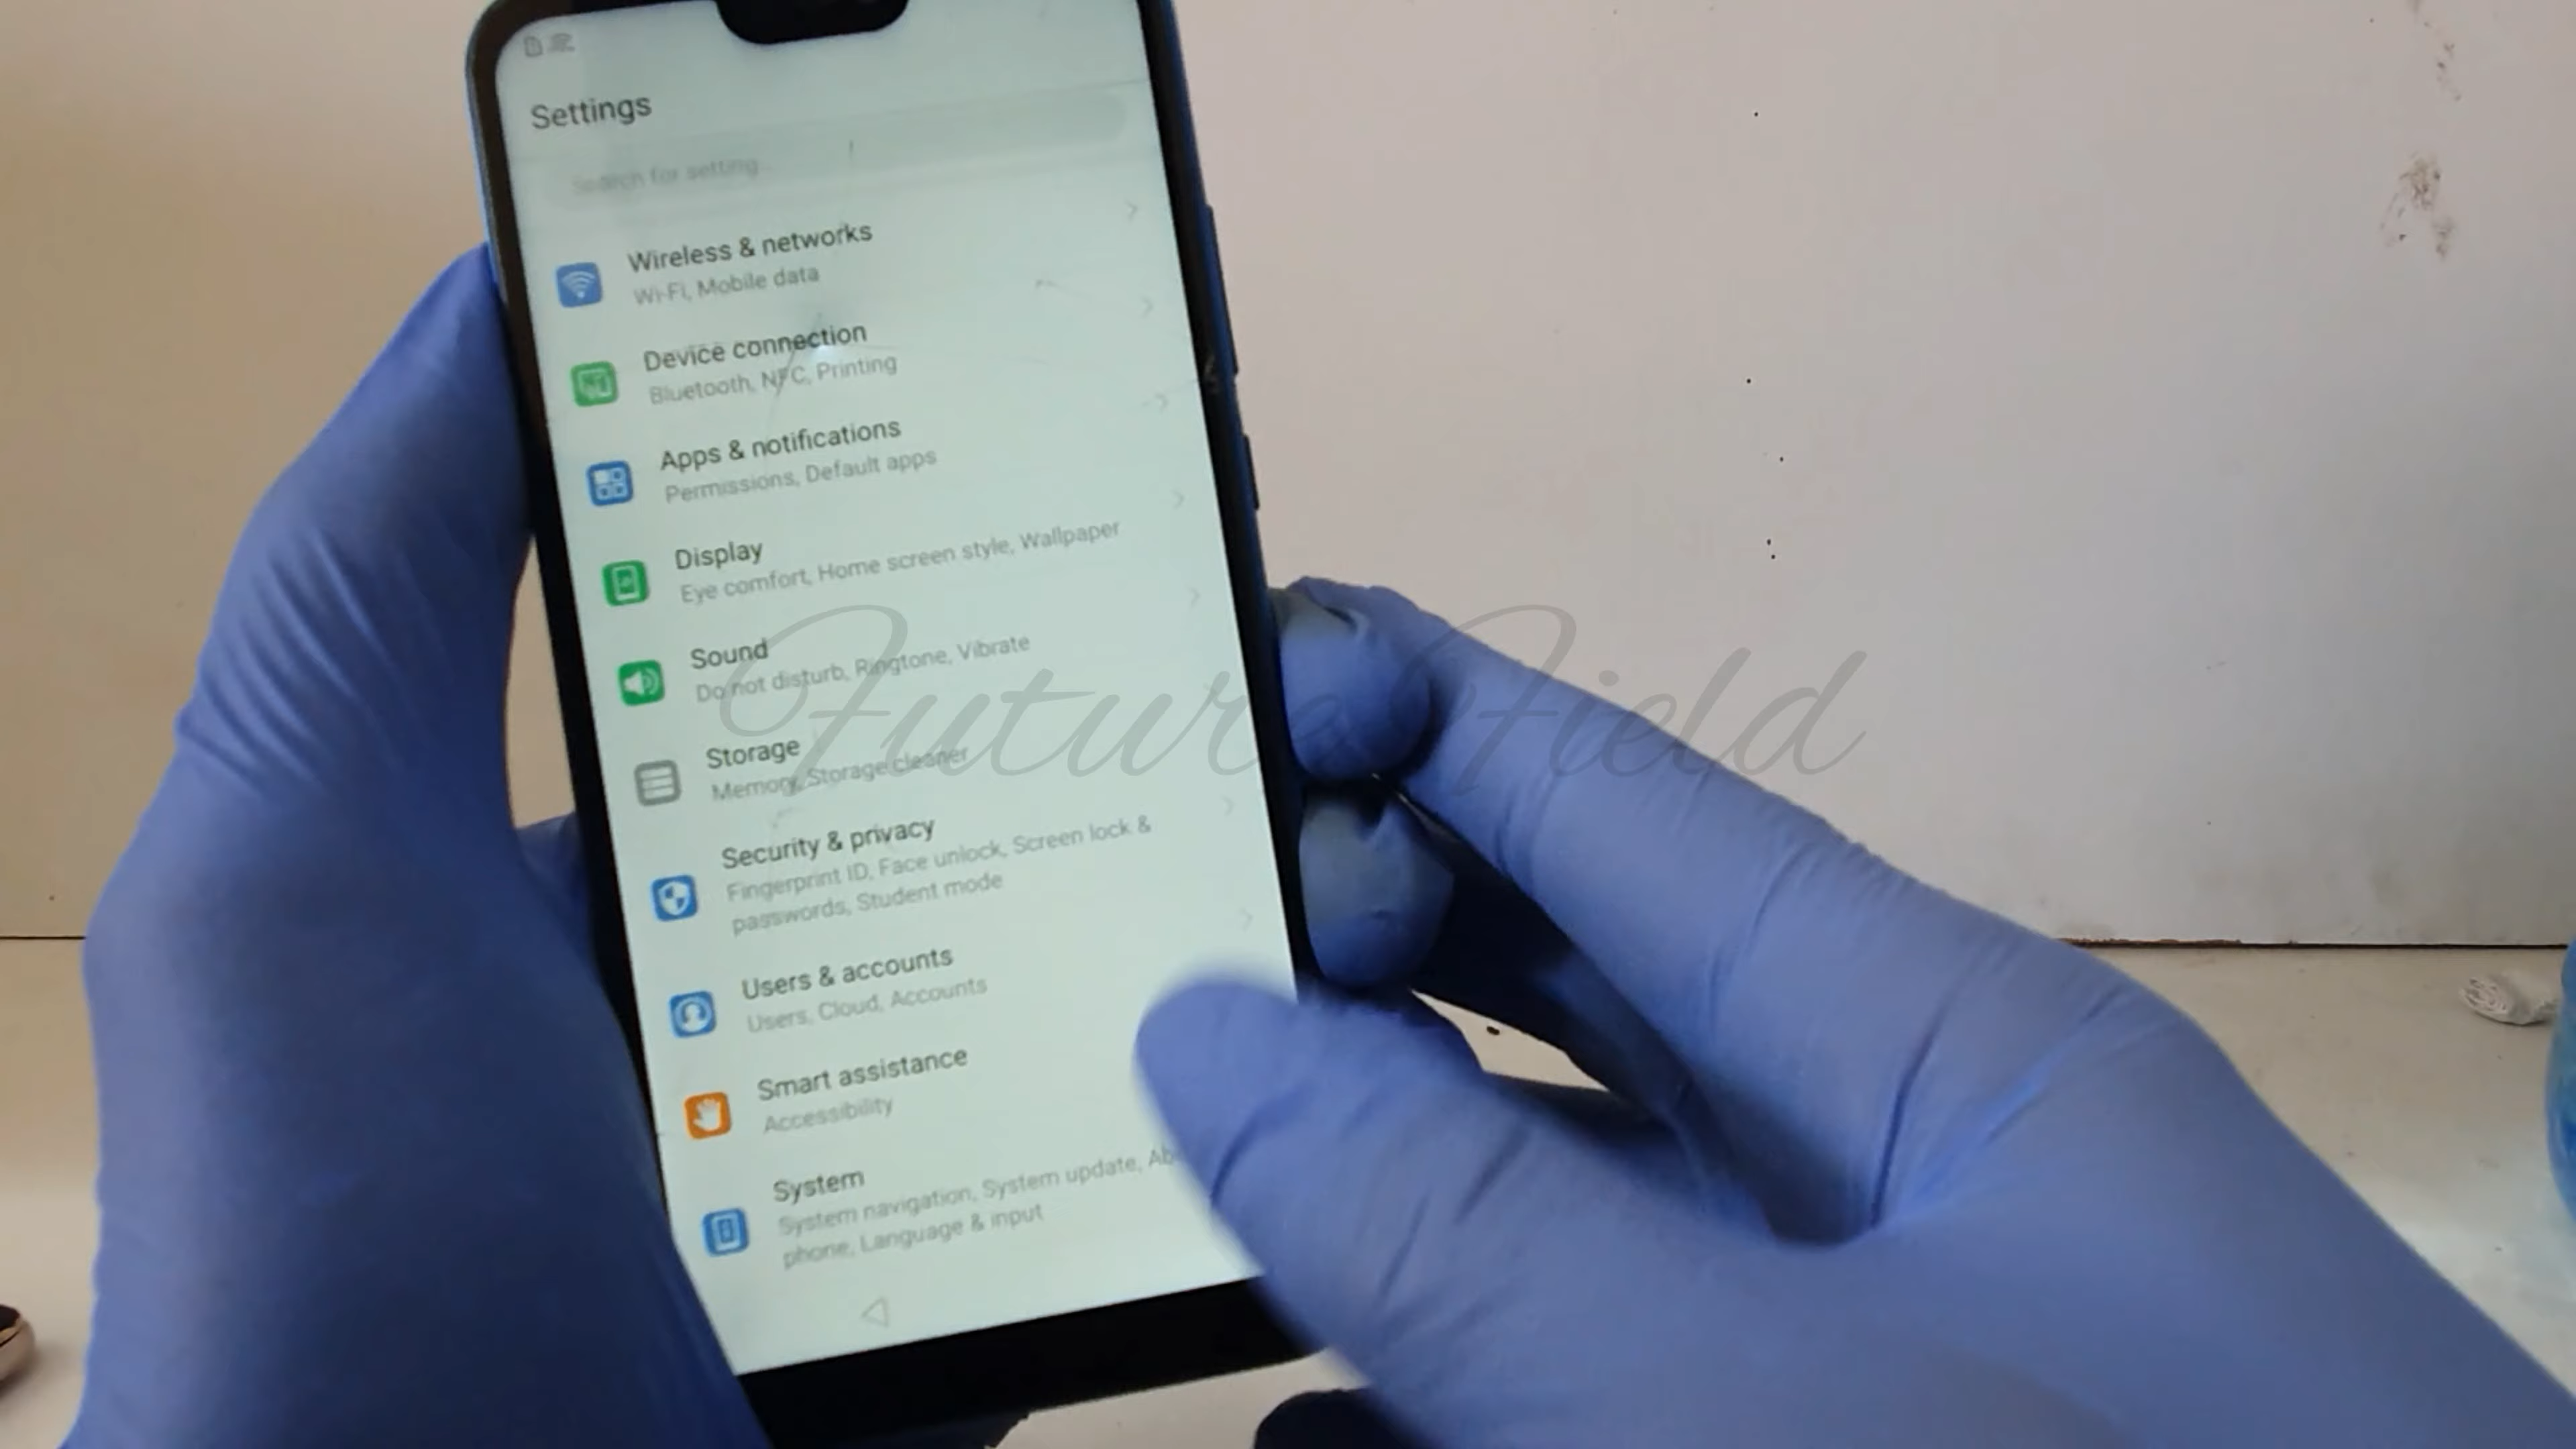 Settings
Search for setting...
Wireless & networks
Wi-Fi, Mobile data
Device connection
Bluetooth, NFC, Printing
Apps & notifications
Permissions, Default apps
Display
Eye comfort, Home screen style, Wallpaper
Sound
Do not disturb, Ringtone, Vibrate
Storage
Memory, Storage cleaner
Security & privacy
Fingerprint ID, Face unlock, Screen lock &
passwords, Student mode
Users & accounts
Users, Cloud, Accounts
Smart assistance
Accessibility
System
System navigation, System update, Ab
phone, Language & input
Future Field